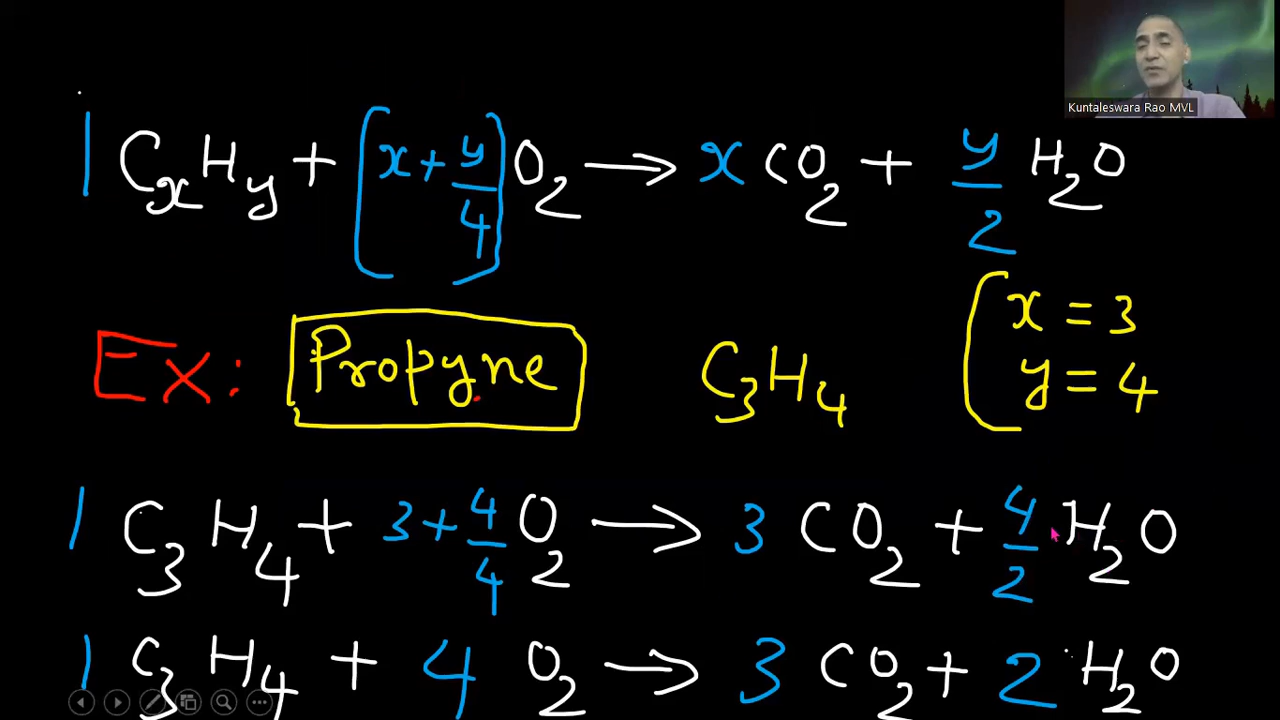 Kuntaleswara Rao MVL
1 CxHy + [x + y/4] O2 → x CO2 + y/2 H2O
Ex: Propyne C3H4 x = 3
y = 4
1 C3H4 + 3 + 4/4 O2 → 3 CO2 + 4/2 H2O
1 C3H4 + 4 O2 → 3 CO2 + 2 H2O